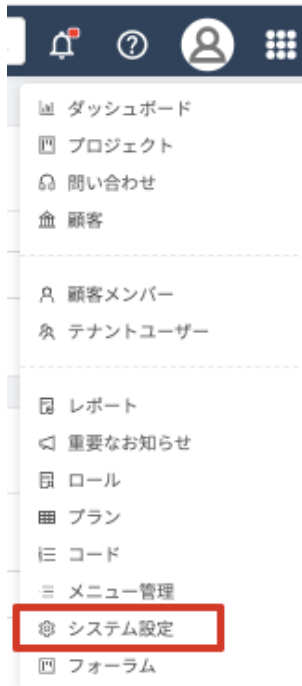 ダッシュボード
プロジェクト
問い合わせ
顧客
顧客メンバー
テナントユーザー
レポート
重要なお知らせ
ロール
プラン
コード
メニュー管理
システム設定
フォーラム